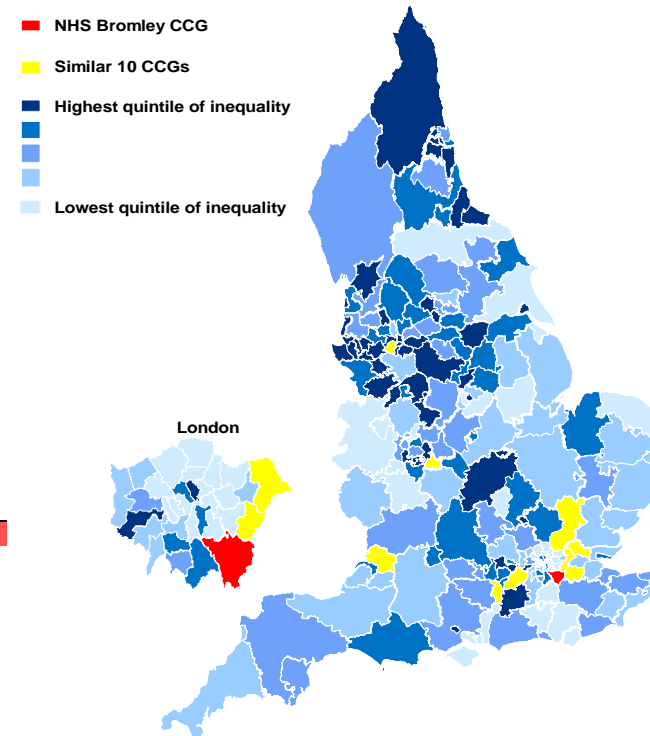 NHS Bromley CCG
Similar 10 CCGs
Highest quintile of inequality
Lowest quintile of inequality
London